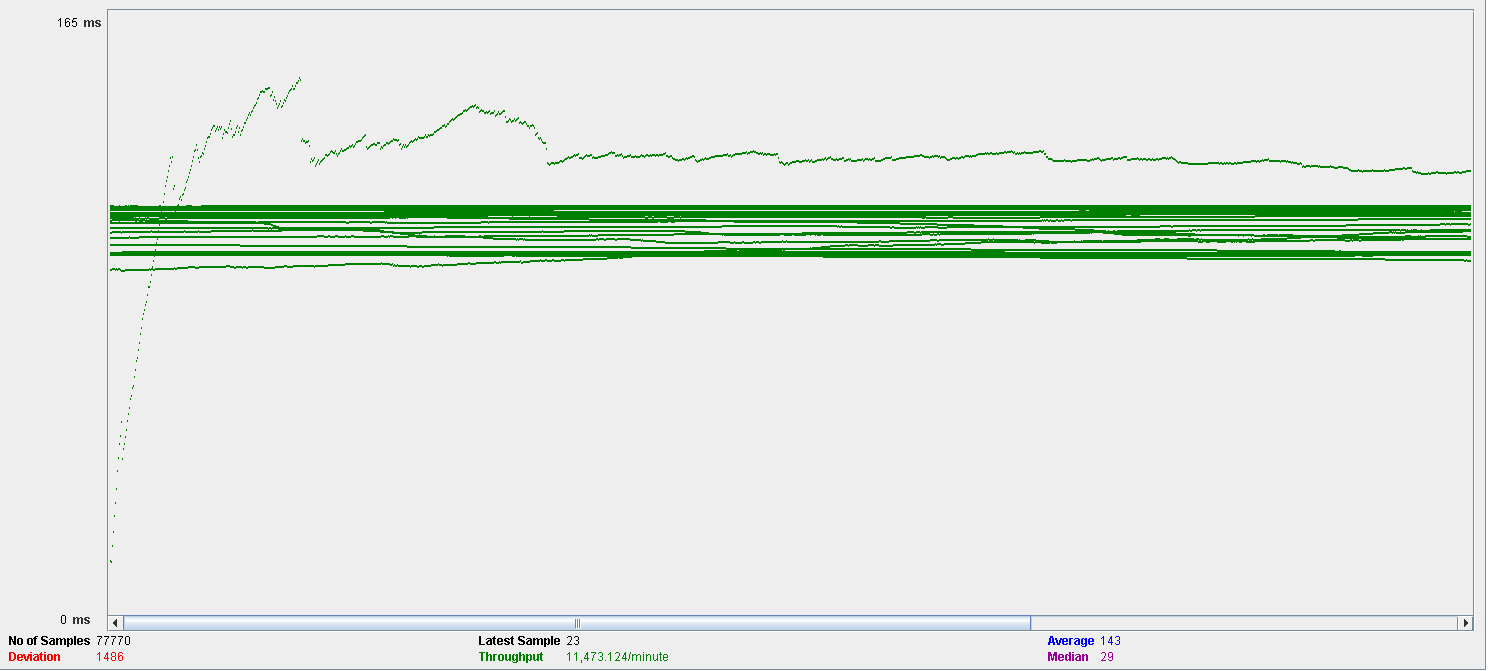 165 ms
0 ms
No of Samples 77770 Latest Sample 23 Average 143
Deviation 1486 Throughput 11,473.124/minute Median 29